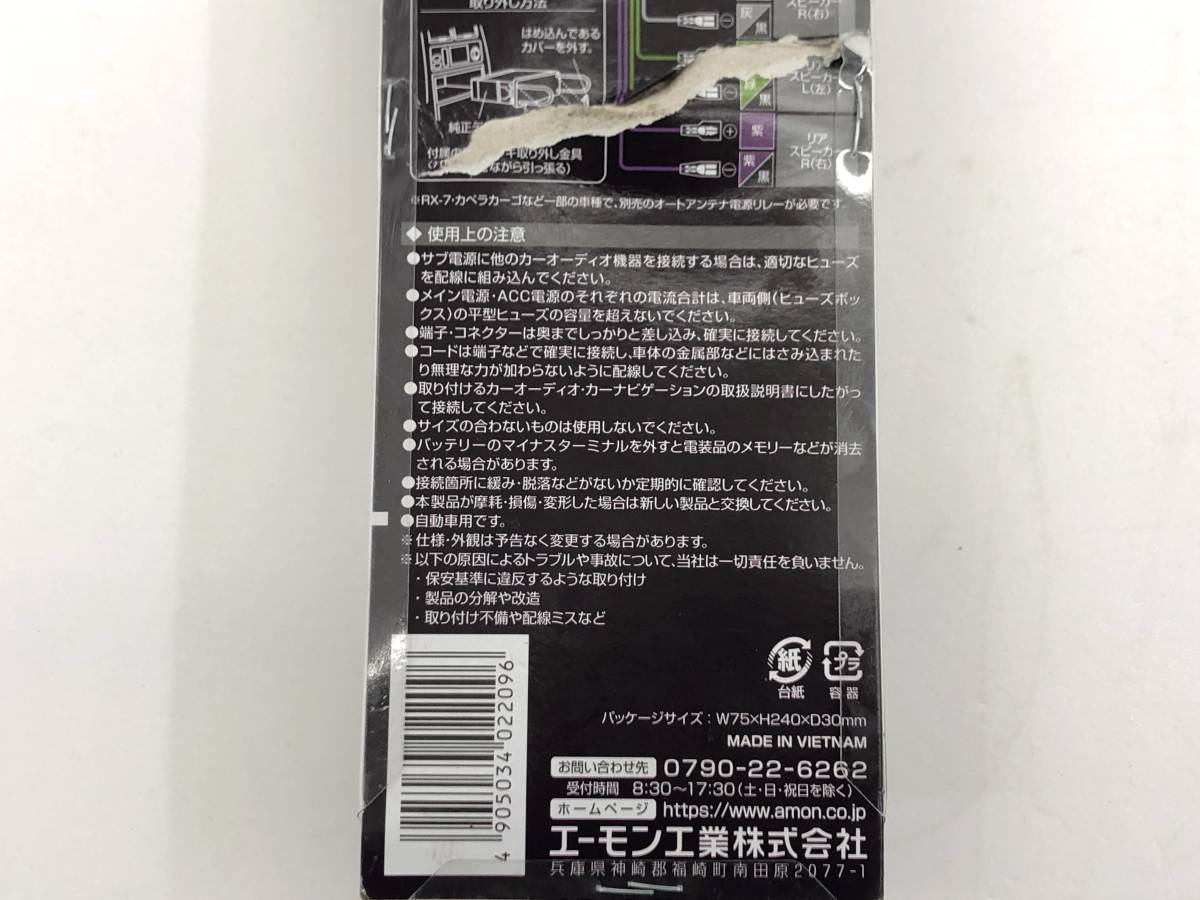 取り外し方法
はめ込んである
カバーを外す。
純正
付属の
キ取り外し金具
ながら引っ張る)
灰
黒
スピーカー
R(右)
緑
黒
リア
スピーカー
L(左)
紫
リア
スピーカー
R(右)
紫
黒
※RX-7・カペラカーゴなど一部の車種で、別売のオートアンテナ電源リレーが必要です。
◆ 使用上の注意
●サブ電源に他のカーオーディオ機器を接続する場合は、適切なヒューズ
を配線に組み込んでください。
●メイン電源・ACC電源のそれぞれの電流合計は、車両側(ヒューズボッ
クス)の平型ヒューズの容量を超えないでください。
●端子・コネクターは奥までしっかりと差し込み、確実に接続してください。
●コードは端子などで確実に接続し、車体の金属部などにはさみ込まれた
り無理な力が加わらないように配線してください。
●取り付けるカーオーディオ・カーナビゲーションの取扱説明書にしたがっ
て接続してください。
●サイズの合わないものは使用しないでください。
●バッテリーのマイナスターミナルを外すと電装品のメモリーなどが消去
される場合があります。
●接続箇所に緩み・脱落などがないか定期的に確認してください。
●本製品が摩耗・損傷・変形した場合は新しい製品と交換してください。
●自動車用です。
※仕様・外観は予告なく変更する場合があります。
※以下の原因によるトラブルや事故について、当社は一切責任を負いません。
・保安基準に違反するような取り付け
・製品の分解や改造
・取り付け不備や配線ミスなど
紙
台紙
プラ
容器
パッケージサイズ:W75×H240×D30mm
MADE IN VIETNAM
お問い合わせ先 0790-22-6262
受付時間 8:30〜17:30(土・日・祝日を除く)
ホームページ https://www.amon.co.jp
エーモン工業株式会社
兵庫県神崎郡福崎町南田原2077-1
4 905034 022096